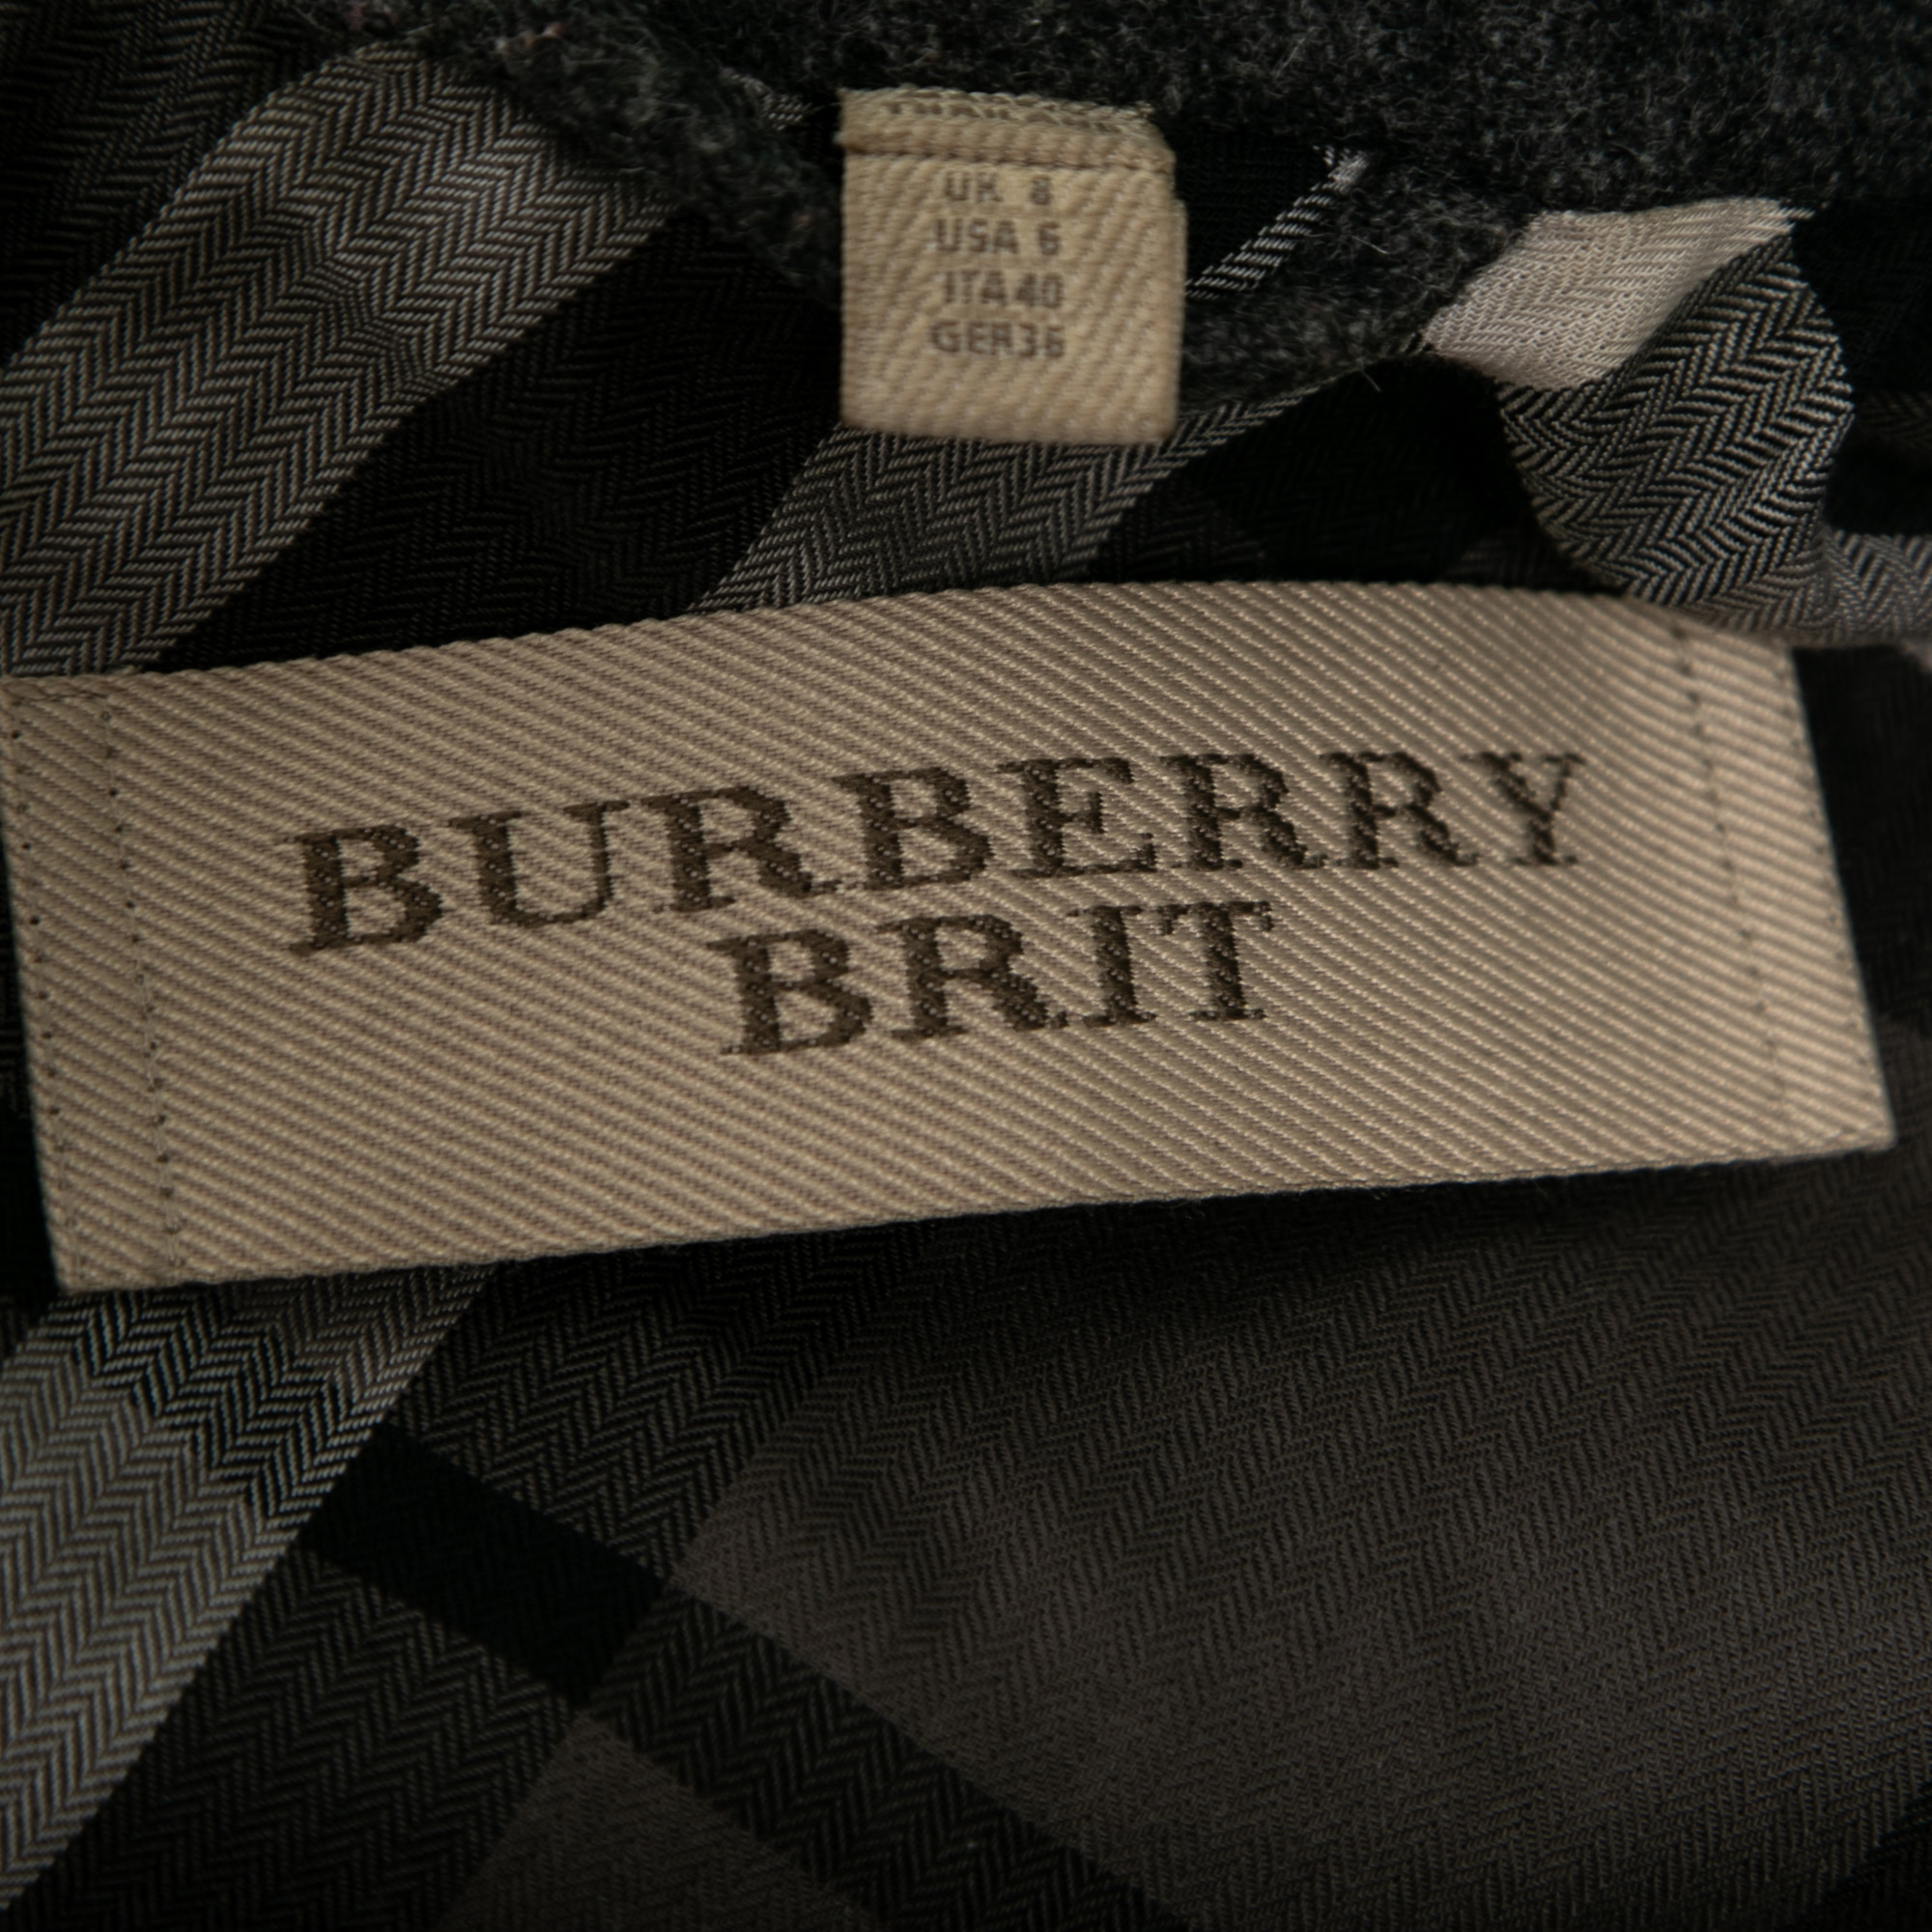 UK 8
USA 6
ITA 40
GER 36
BURBERRY
BRIT